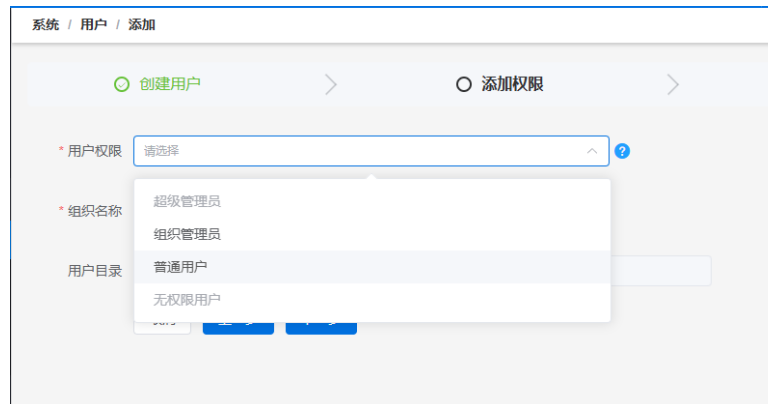 系统 / 用户 / 添加
创建用户
添加权限
* 用户权限 请选择
超级管理员
* 组织名称
组织管理员
用户目录 普通用户
无权限用户